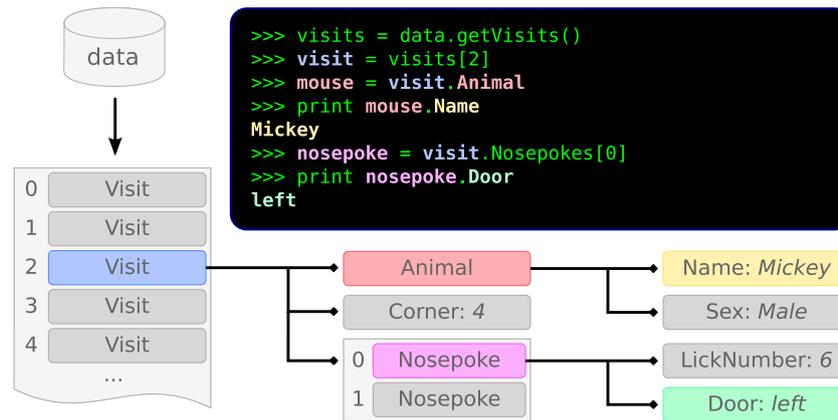 data
>>> visits = data.getVisits()
>>> visit = visits[2]
>>> mouse = visit.Animal
>>> print mouse.Name
Mickey
>>> nosepoke = visit.Nosepokes[0]
>>> print nosepoke.Door
left
0 Visit
1 Visit
2 Visit
3 Visit
4 Visit
...
Animal
Corner: 4
0 Nosepoke
1 Nosepoke
Name: Mickey
Sex: Male
LickNumber: 6
Door: left